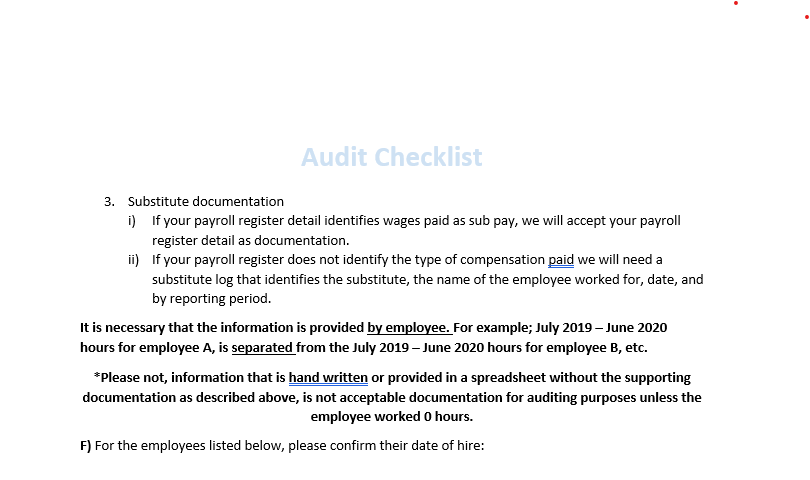 Audit Checklist
3. Substitute documentation
i) If your payroll register detail identifies wages paid as sub pay, we will accept your payroll
register detail as documentation.
ii) If your payroll register does not identify the type of compensation paid we will need a
substitute log that identifies the substitute, the name of the employee worked for, date, and
by reporting period.
It is necessary that the information is provided by employee. For example; July 2019 – June 2020
hours for employee A, is separated from the July 2019 – June 2020 hours for employee B, etc.
*Please not, information that is hand written or provided in a spreadsheet without the supporting
documentation as described above, is not acceptable documentation for auditing purposes unless the
employee worked 0 hours.
F) For the employees listed below, please confirm their date of hire: